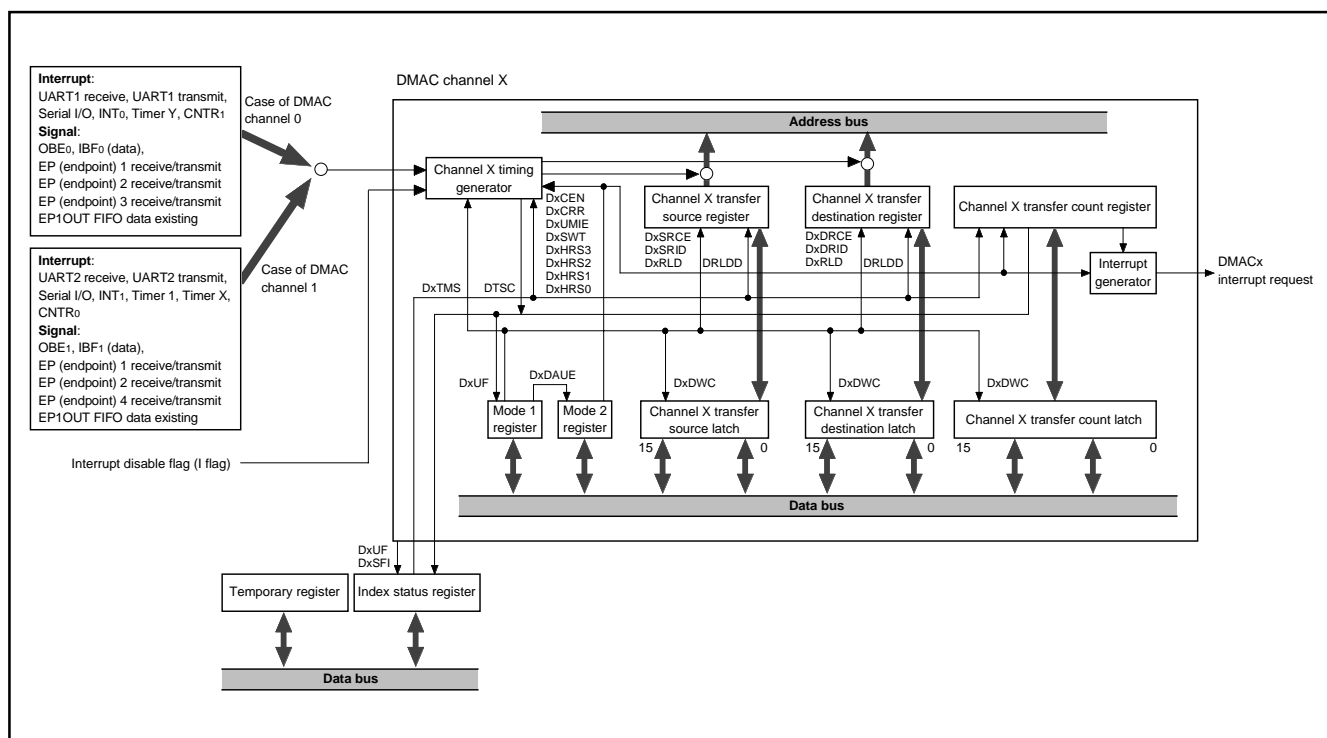 Interrupt:
UART1 receive, UART1 transmit,
Serial I/O, INT0, Timer Y, CNTR1
Signal:
OBE0, IBF0 (data),
EP (endpoint) 1 receive/transmit
EP (endpoint) 2 receive/transmit
EP (endpoint) 3 receive/transmit
EP1OUT FIFO data existing
Case of DMAC
channel 0
Interrupt:
UART2 receive, UART2 transmit,
Serial I/O, INT1, Timer 1, Timer X,
CNTR0
Signal:
OBE1, IBF1 (data),
EP (endpoint) 1 receive/transmit
EP (endpoint) 2 receive/transmit
EP (endpoint) 4 receive/transmit
EP1OUT FIFO data existing
Case of DMAC
channel 1
Interrupt disable flag (I flag)
DMAC channel X
Address bus
Channel X timing
generator
DxCEN
DxCRR
DxUMIE
DxSWT
DxHRS3
DxHRS2
DxHRS1
DxHRS0
Channel X transfer
source register
DxSRCE
DxSRID
DxRLD
DRLDD
Channel X transfer
destination register
DxDRCE
DxDRID
DxRLD
DRLDD
Channel X transfer count register
Interrupt
generator
DMACx
interrupt request
DxTMS
DTSC
DxUF
DxDAUE
DxDWC
DxDWC
DxDWC
Mode 1
register
Mode 2
register
Channel X transfer
source latch
15
0
Channel X transfer
destination latch
15
0
Channel X transfer count latch
15
0
Data bus
DxUF
DxSFI
Temporary register
Index status register
Data bus